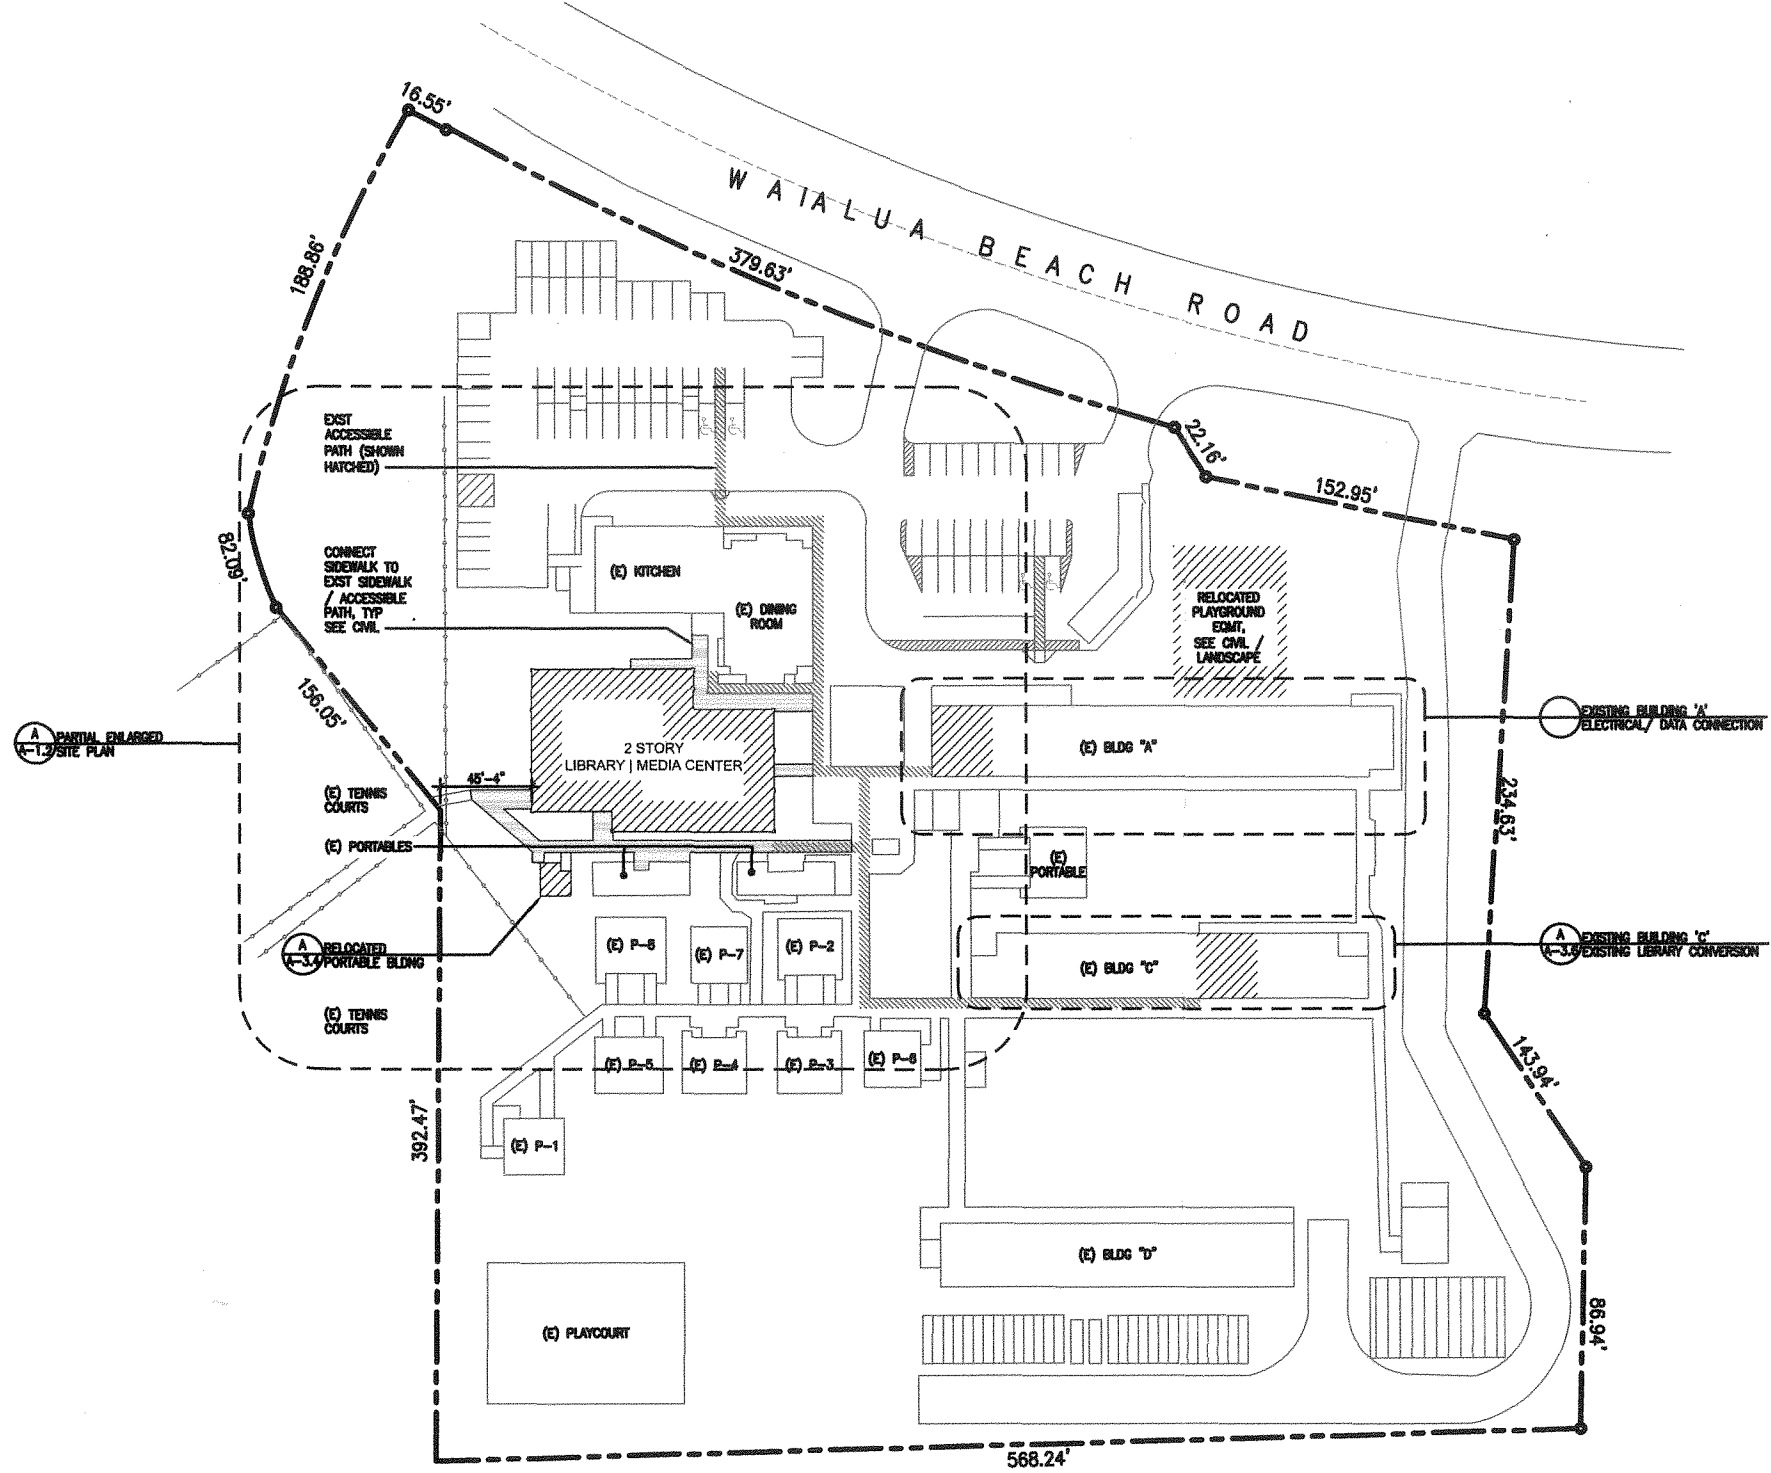 16.55'
WAIALUA BEACH ROAD
188.86'
379.63'
EXST
ACCESSIBLE
PATH (SHOWN
HATCHED)
22.16'
152.95'
82.09'
CONNECT
SIDEWALK TO
EXST SIDEWALK
/ ACCESSIBLE
PATH, TYP
SEE CIVIL
(E) KITCHEN
(E) DINING
ROOM
RELOCATED
PLAYGROUND
EQMT,
SEE CIVIL /
LANDSCAPE
156.05'
A
A-1.2
PARTIAL ENLARGED
SITE PLAN
2 STORY
LIBRARY | MEDIA CENTER
(E) BLDG "A"
EXISTING BUILDING 'A'
ELECTRICAL/ DATA CONNECTION
45'-4"
(E) TENNIS
COURTS
234.63'
(E) PORTABLES
(E)
PORTABLE
A
A-3.4
RELOCATED
PORTABLE BLDNG
(E) P-6
(E) P-7
(E) P-2
(E) BLDG "C"
A
EXISTING BUILDING 'C'
EXISTING LIBRARY CONVERSION
(E) TENNIS
COURTS
(E) P-5
(E) P-4
(E) P-3
(E) P-8
143.94'
392.47'
(E) P-1
(E) BLDG "D"
(E) PLAYCOURT
86.94'
568.24'